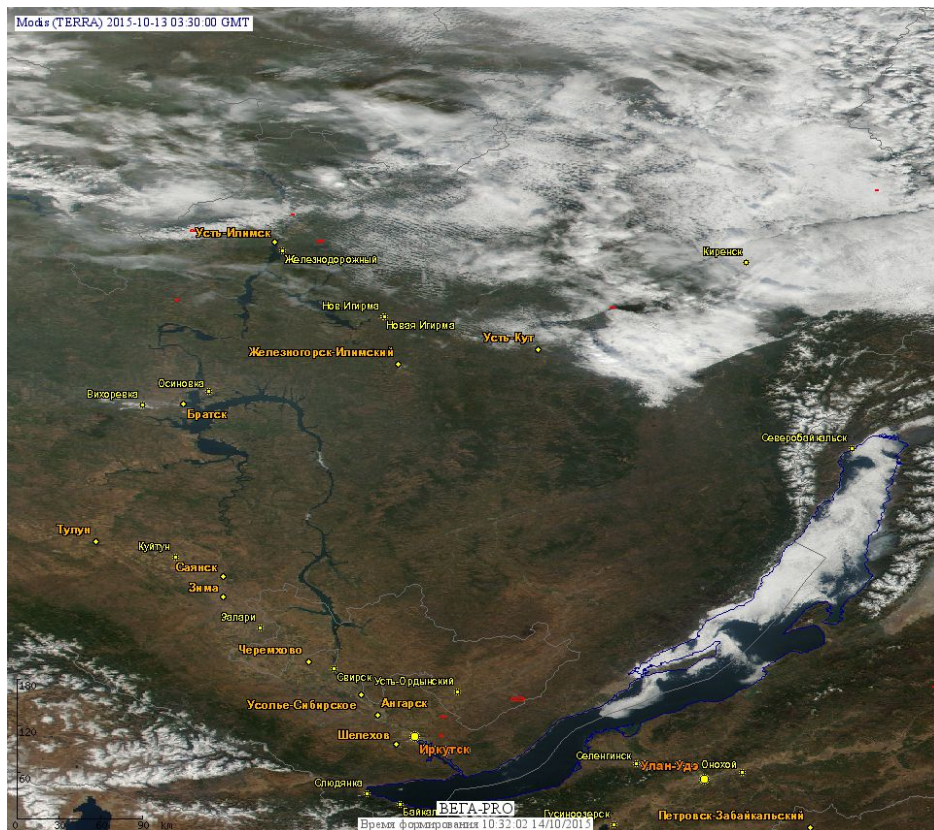 Modis (TERRA) 2015-10-13 03:30:00 GMT
Усть-Илимск
Железнодорожный
Киренск
Нов.Игирма
Новая Игирма
Усть-Кут
Железногорск-Илимский
Осиновка
Вихоревка
Братск
Северобайкальск
Тулун
Куйтун
Саянск
Зима
Залари
Черемхово
Свирск
Усть-Ордынский
180
Усолье-Сибирское
Ангарск
120
Шелехов
Иркутск
Селенгинск
Улан-Удэ
Онохой
60
Слюдянка
ВЕГА-PRO
Гусиноозерск
Петровск-Забайкальский
0
30
60
90
км
Время формирования 10:32:02 14/10/2015